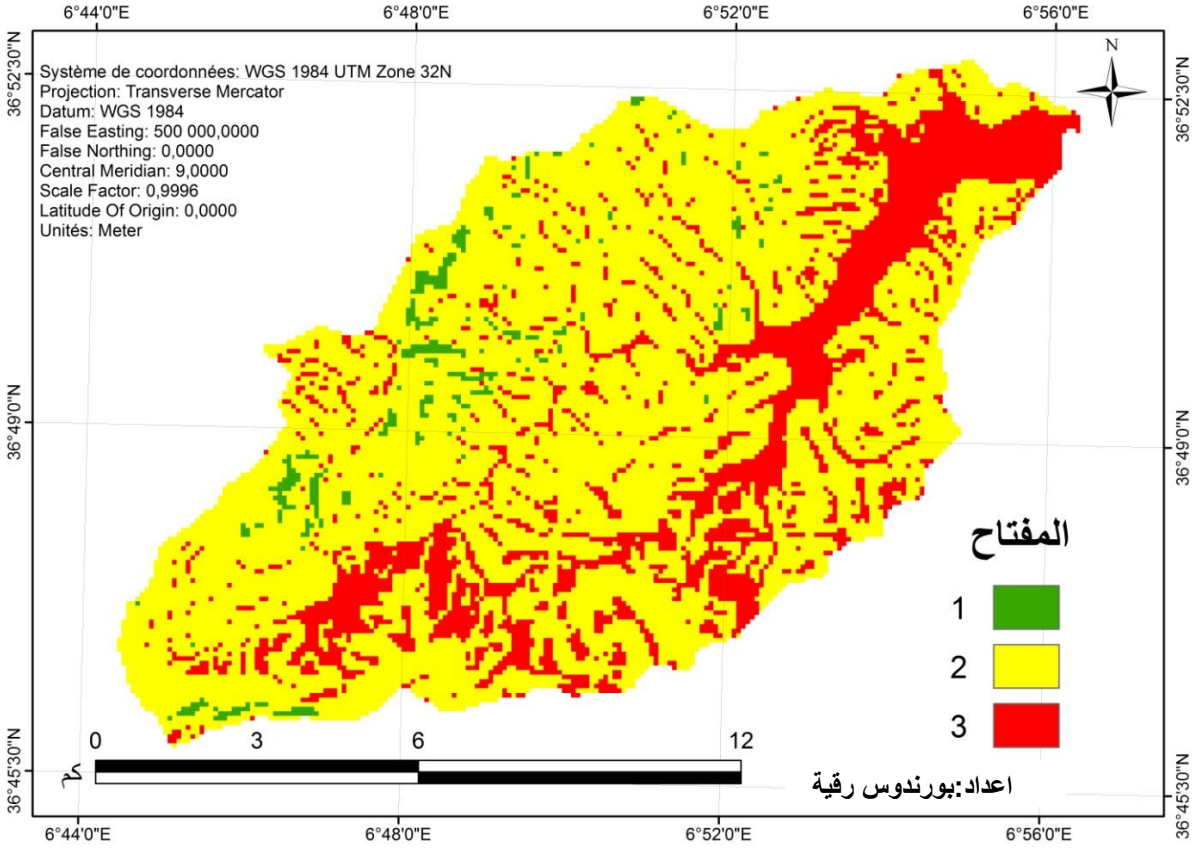 6°44'0"E 6°48'0"E 6°52'0"E 6°56'0"E
36°52'30"N
36°52'30"N
N
Système de coordonnées: WGS 1984 UTM Zone 32N
Projection: Transverse Mercator
Datum: WGS 1984
False Easting: 500 000,0000
False Northing: 0,0000
Central Meridian: 9,0000
Scale Factor: 0,9996
Latitude Of Origin: 0,0000
Unités: Meter
36°49'0"N
36°49'0"N
المفتاح
1
2
3
0 3 6 12
كم
اعداد:بورندوس رقية
36°45'30"N
36°45'30"N
6°44'0"E 6°48'0"E 6°52'0"E 6°56'0"E